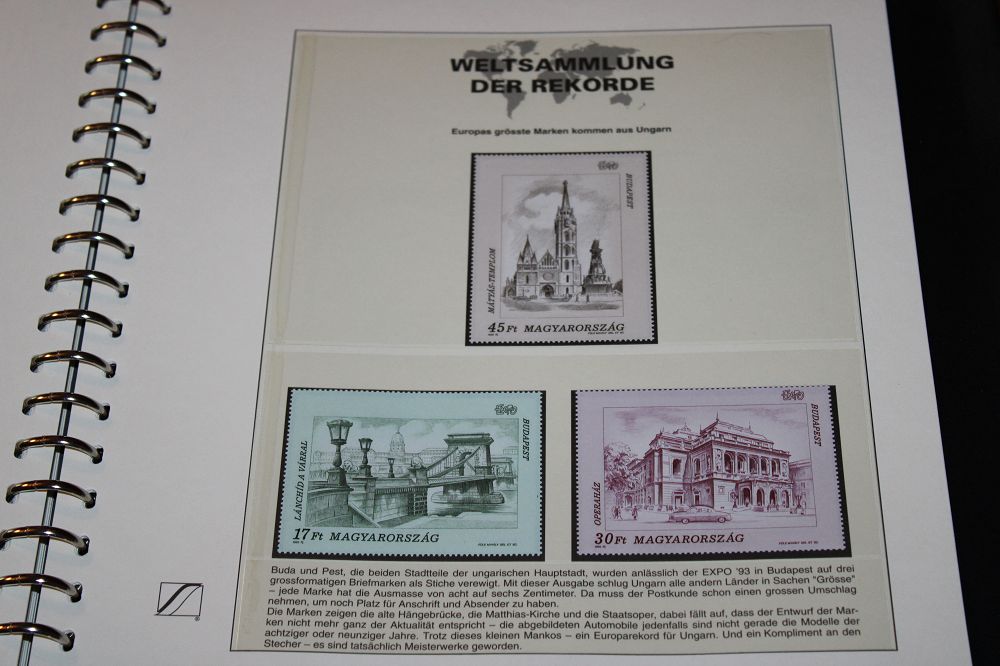 WELTSAMMLUNG
DER REKORDE
Europas grösste Marken kommen aus Ungarn
BUDAPEST
MÁTYÁS-TEMPLOM
45Ft MAGYARORSZÁG
BUDAPEST
LÁNCHÍD A VÁRRAL
17Ft MAGYARORSZÁG
BUDAPEST
OPERAHÁZ
30Ft MAGYARORSZÁG
Buda und Pest, die beiden Stadtteile der ungarischen Hauptstadt, wurden anlässlich der EXPO '93 in Budapest auf drei
grossformatigen Briefmarken als Stiche verewigt. Mit dieser Ausgabe schlug Ungarn alle andern Länder in Sachen "Grösse"
– jede Marke hat die Ausmasse von acht auf sechs Zentimeter. Da muss der Postkunde schon einen grossen Umschlag
nehmen, um noch Platz für Anschrift und Absender zu haben.
Die Marken zeigen die alte Hängebrücke, die Matthias-Kirche und die Staatsoper, dabei fällt auf, dass der Entwurf der Mar-
ken nicht mehr ganz der Aktualität entspricht – die abgebildeten Automobile jedenfalls sind nicht gerade die Modelle der
achtziger oder neunziger Jahre. Trotz dieses kleinen Mankos – ein Europarekord für Ungarn. Und ein Kompliment an den
Stecher – es sind tatsächlich Meisterwerke geworden.